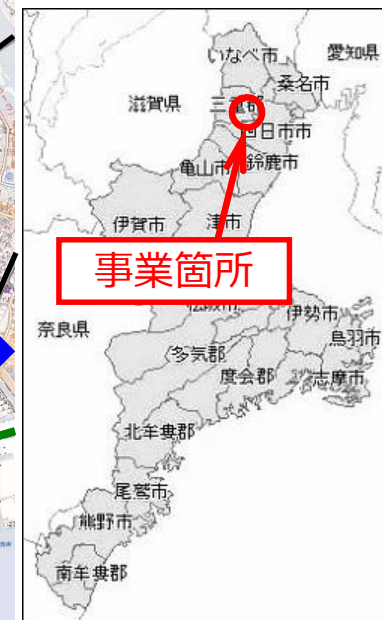 いなべ市
愛知県
桑名市
滋賀県
三重郡
四日市市
亀山市
鈴鹿市
伊賀市
津市
事業箇所
伊勢市
鳥羽市
奈良県
多気郡
度会郡
志摩市
北牟婁郡
尾鷲市
熊野市
南牟婁郡